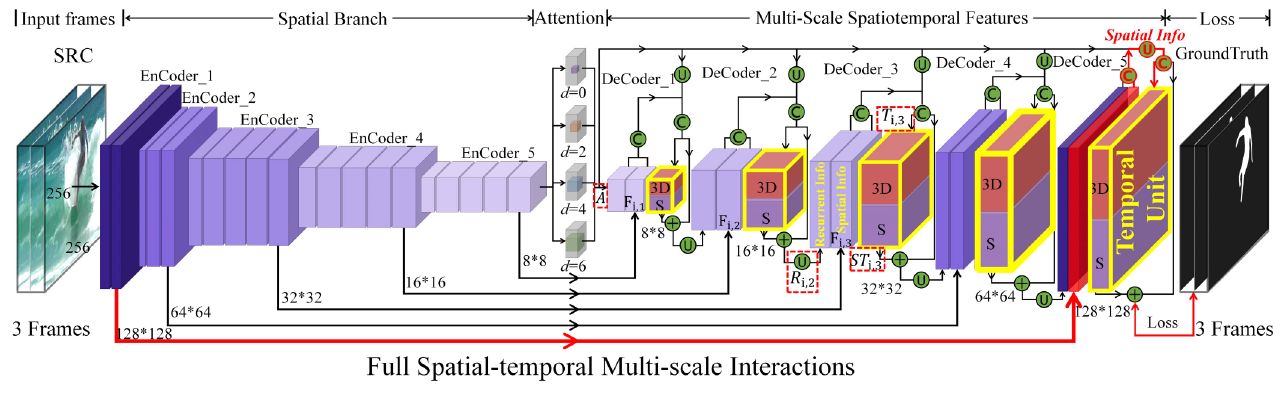 Input frames
Spatial Branch
Attention
Multi-Scale Spatiotemporal Features
Loss
SRC
EnCoder_1
EnCoder_2
EnCoder_3
EnCoder_4
EnCoder_5
d=0
d=2
d=4
d=6
DeCoder_1
DeCoder_2
DeCoder_3
DeCoder_4
DeCoder_5
Spatial Info
GroundTruth
U
U
U
U
U
C
C
C
C
C
C
C
C
C
C
256
256
A
F_{i,1}
3D
S
F_{i,2}
3D
S
Recurrent Info
Spatial Info
F_{i,3}
T_{i,3}
3D
S
3D
S
3D
S
Temporal Unit
8*8
U
16*16
U
R_{i,2}
ST_{i,3}
32*32
U
64*64
U
128*128
Loss
8*8
16*16
32*32
64*64
128*128
3 Frames
3 Frames
Full Spatial-temporal Multi-scale Interactions